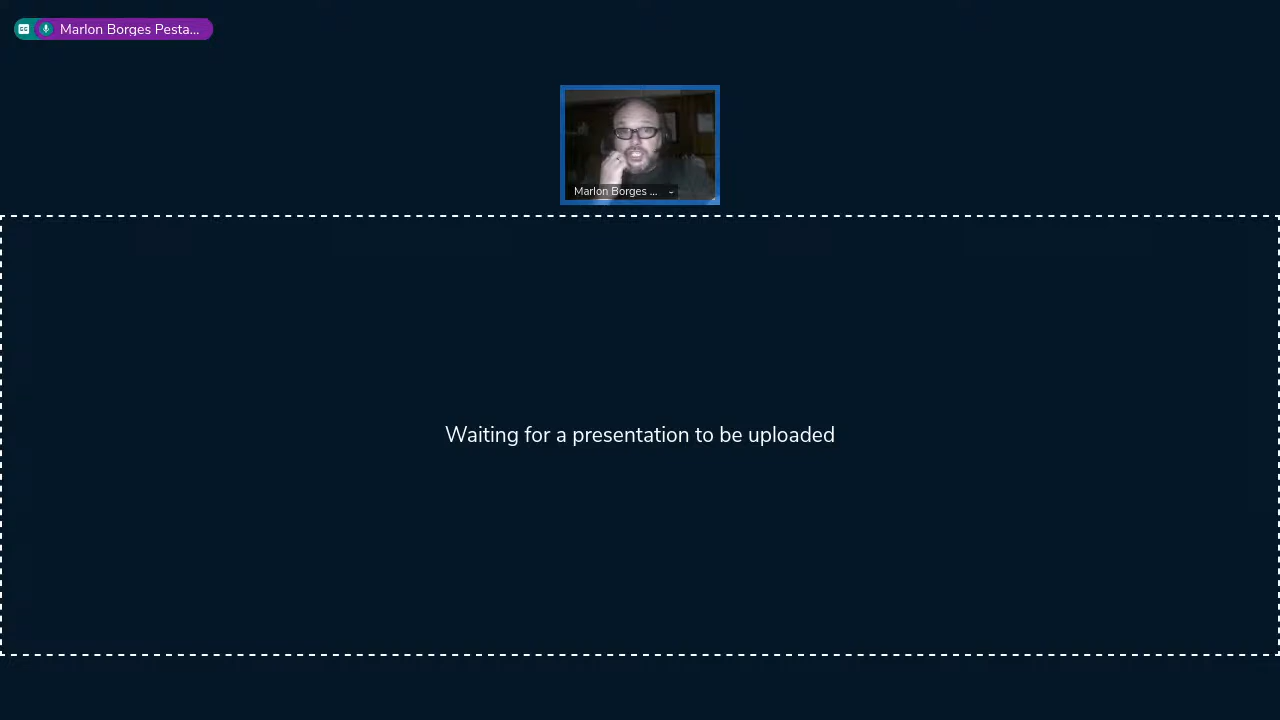 Marlon Borges Pesta...
Marlon Borges ...
Waiting for a presentation to be uploaded